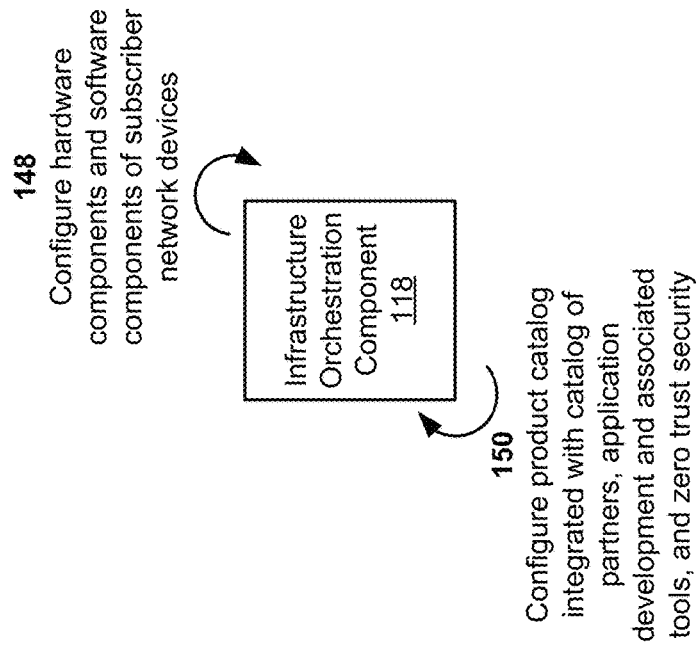 148
Configure hardware
components and software
components of subscriber
network devices
Infrastructure
Orchestration
Component
118
150
Configure product catalog
integrated with catalog of
partners, application
development and associated
tools, and zero trust security